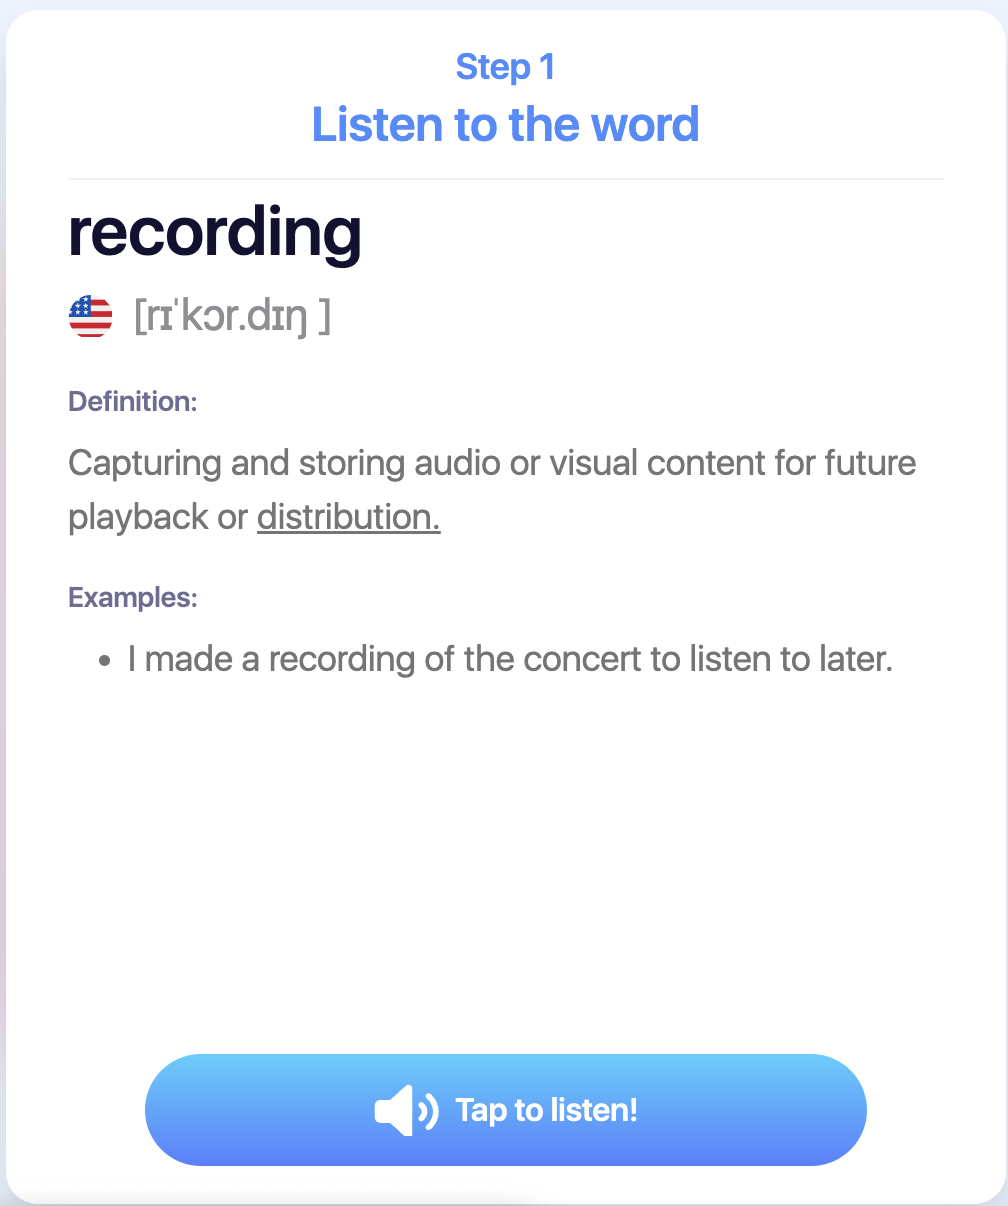 Step 1
Listen to the word
recording
[rɪˈkɔr.dɪŋ ]
Definition:
Capturing and storing audio or visual content for future
playback or distribution.
Examples:
• I made a recording of the concert to listen to later.
Tap to listen!